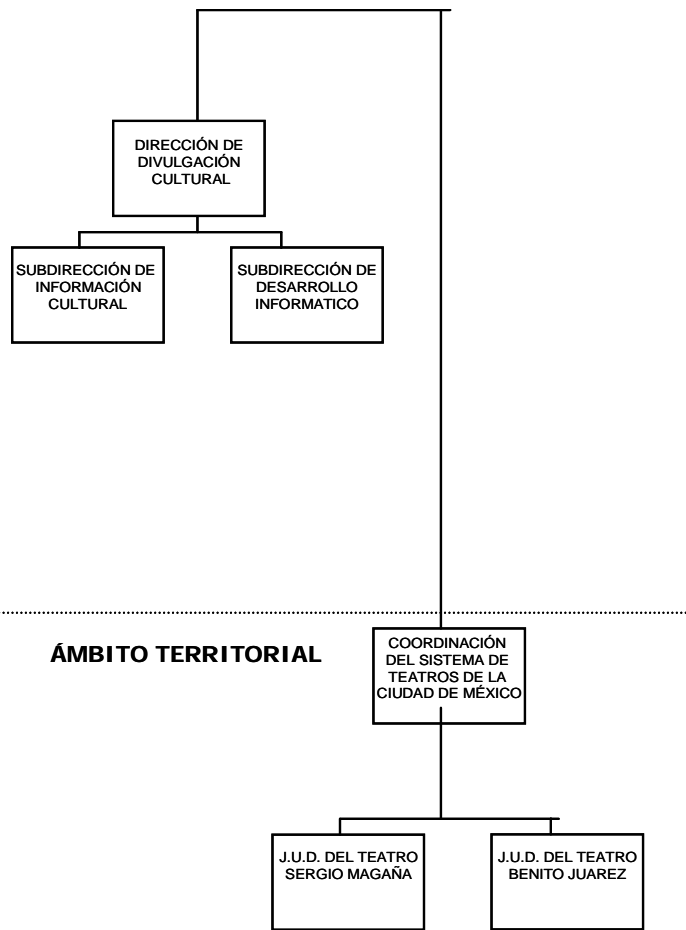 DIRECCIÓN DE
DIVULGACIÓN
CULTURAL
SUBDIRECCIÓN DE
INFORMACIÓN
CULTURAL
SUBDIRECCIÓN DE
DESARROLLO
INFORMATICO
ÁMBITO TERRITORIAL
COORDINACIÓN
DEL SISTEMA DE
TEATROS DE LA
CIUDAD DE MÉXICO
J.U.D. DEL TEATRO
SERGIO MAGAÑA
J.U.D. DEL TEATRO
BENITO JUAREZ